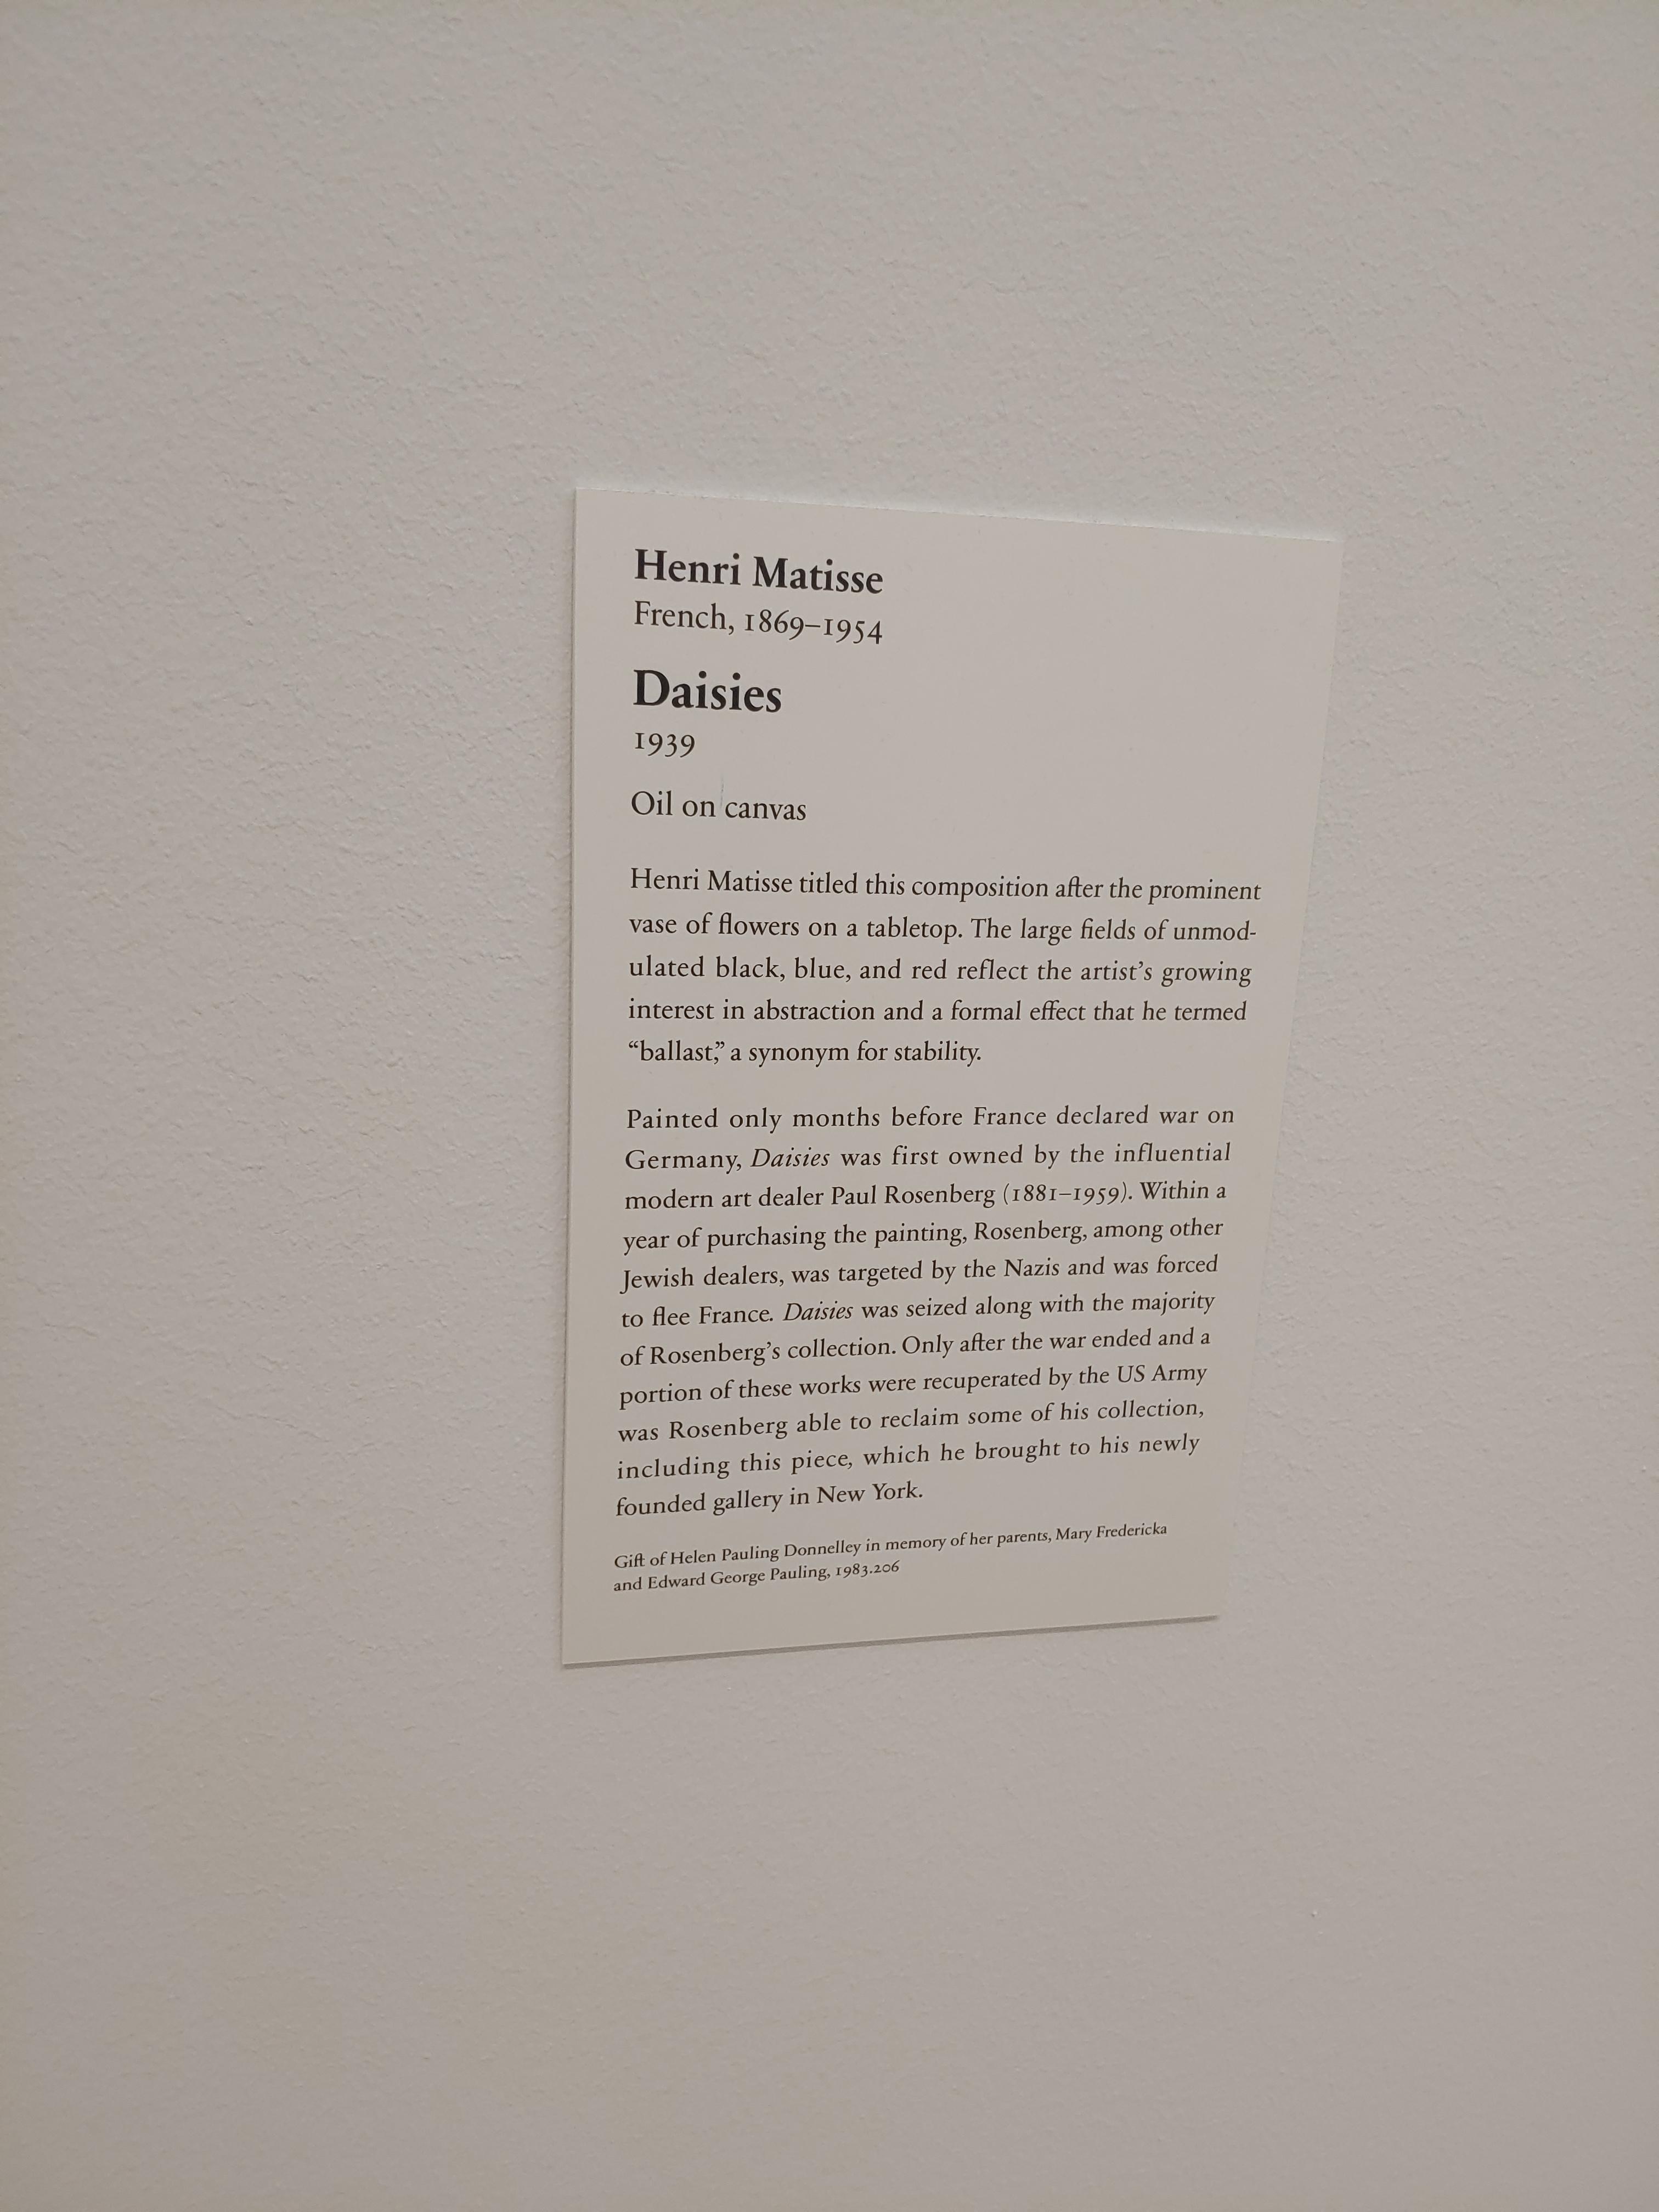 Henri Matisse
French, 1869–1954
Daisies
1939
Oil on canvas
Henri Matisse titled this composition after the prominent
vase of flowers on a tabletop. The large fields of unmod-
ulated black, blue, and red reflect the artist’s growing
interest in abstraction and a formal effect that he termed
“ballast,” a synonym for stability.
Painted only months before France declared war on
Germany, Daisies was first owned by the influential
modern art dealer Paul Rosenberg (1881–1959). Within a
year of purchasing the painting, Rosenberg, among other
Jewish dealers, was targeted by the Nazis and was forced
to flee France. Daisies was seized along with the majority
of Rosenberg’s collection. Only after the war ended and a
portion of these works were recuperated by the US Army
was Rosenberg able to reclaim some of his collection,
including this piece, which he brought to his newly
founded gallery in New York.
Gift of Helen Pauling Donnelley in memory of her parents, Mary Fredericka
and Edward George Pauling, 1983.206